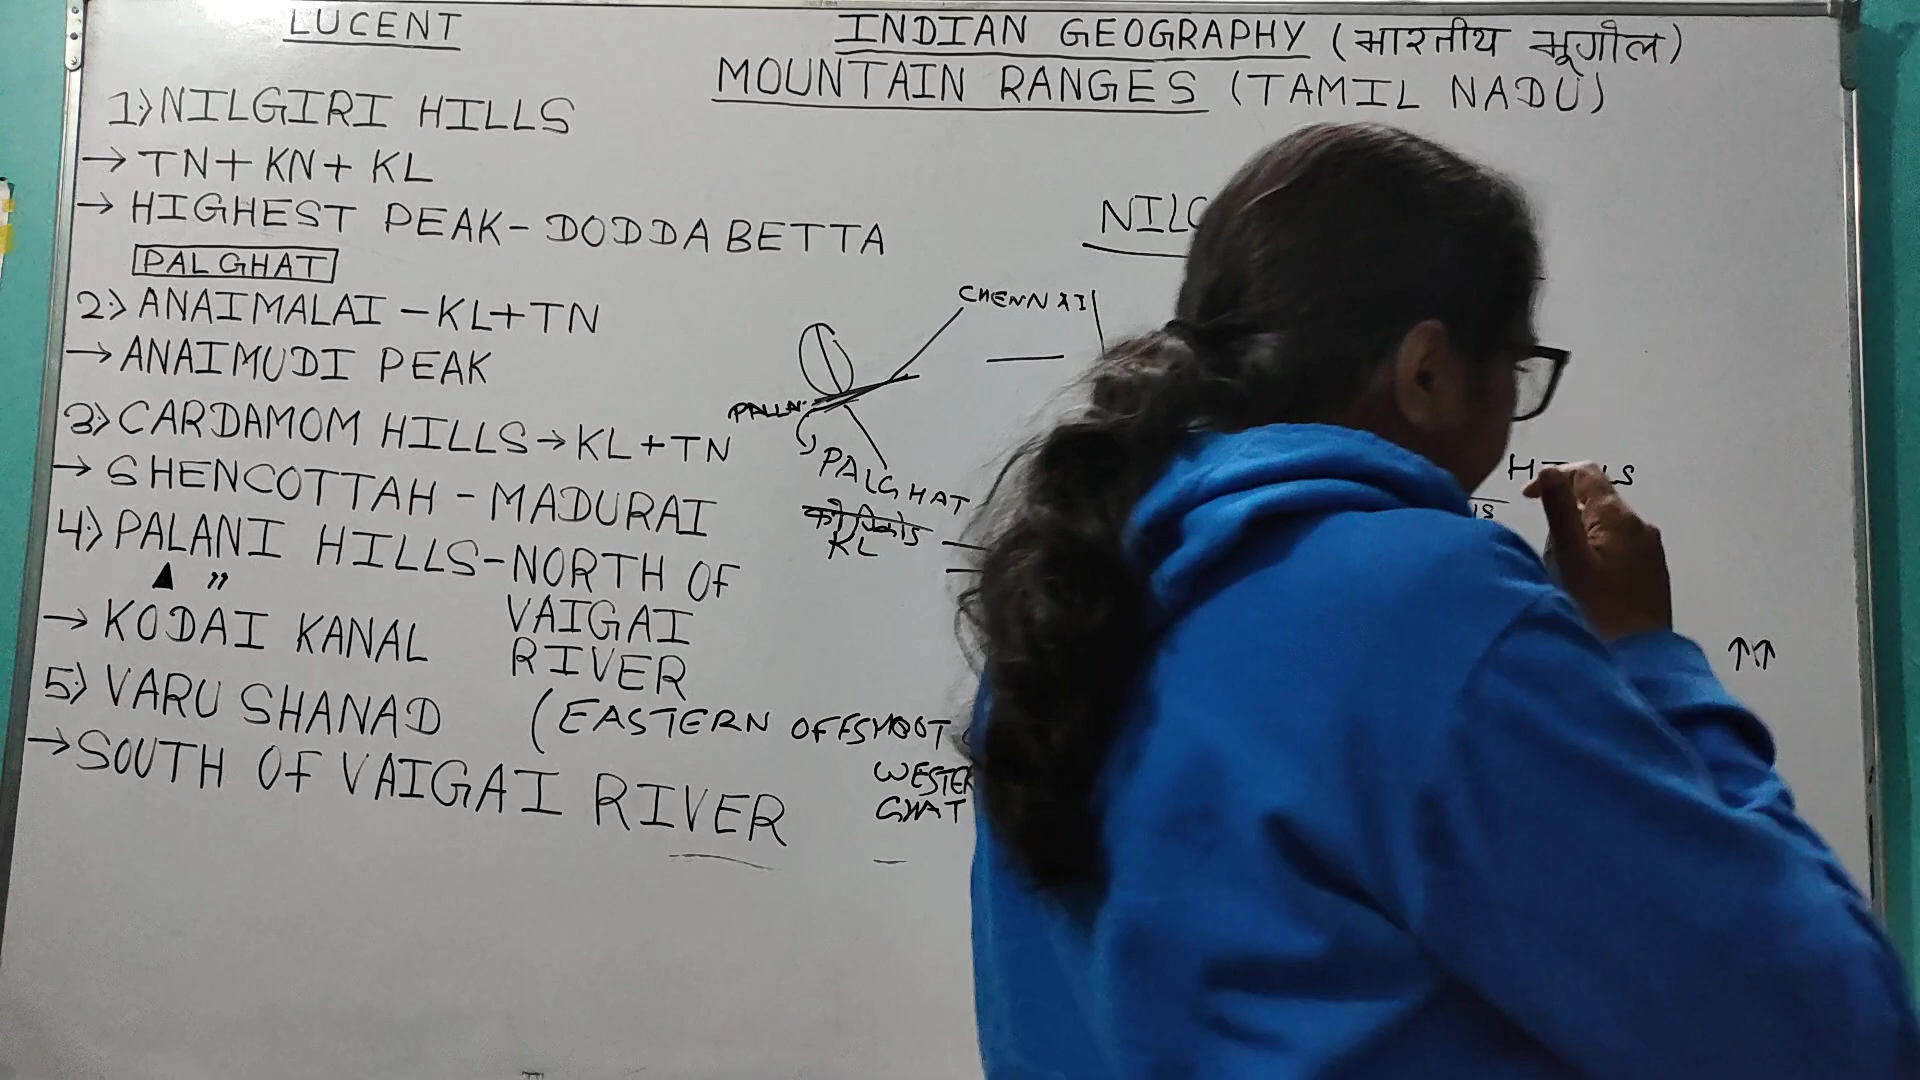 LUCENT
INDIAN GEOGRAPHY (भारतीय भूगोल)
MOUNTAIN RANGES (TAMIL NADU)
1) NILGIRI HILLS
→ TN + KN + KL
→ HIGHEST PEAK - DODDABETTA
PALGHAT
2) ANAIMALAI - KL + TN
→ ANAIMUDI PEAK
3) CARDAMOM HILLS → KL + TN
→ SHENCOTTAH - MADURAI
4) PALANI HILLS - NORTH OF
VAIGAI
RIVER
▲ "
→ KODAI KANAL
5) VARUSHANAD
(EASTERN OFFSHOOT
WESTER
GHAT
→ SOUTH OF VAIGAI RIVER
NILG
CHENNAI
PALGHAT
KL
↑↑